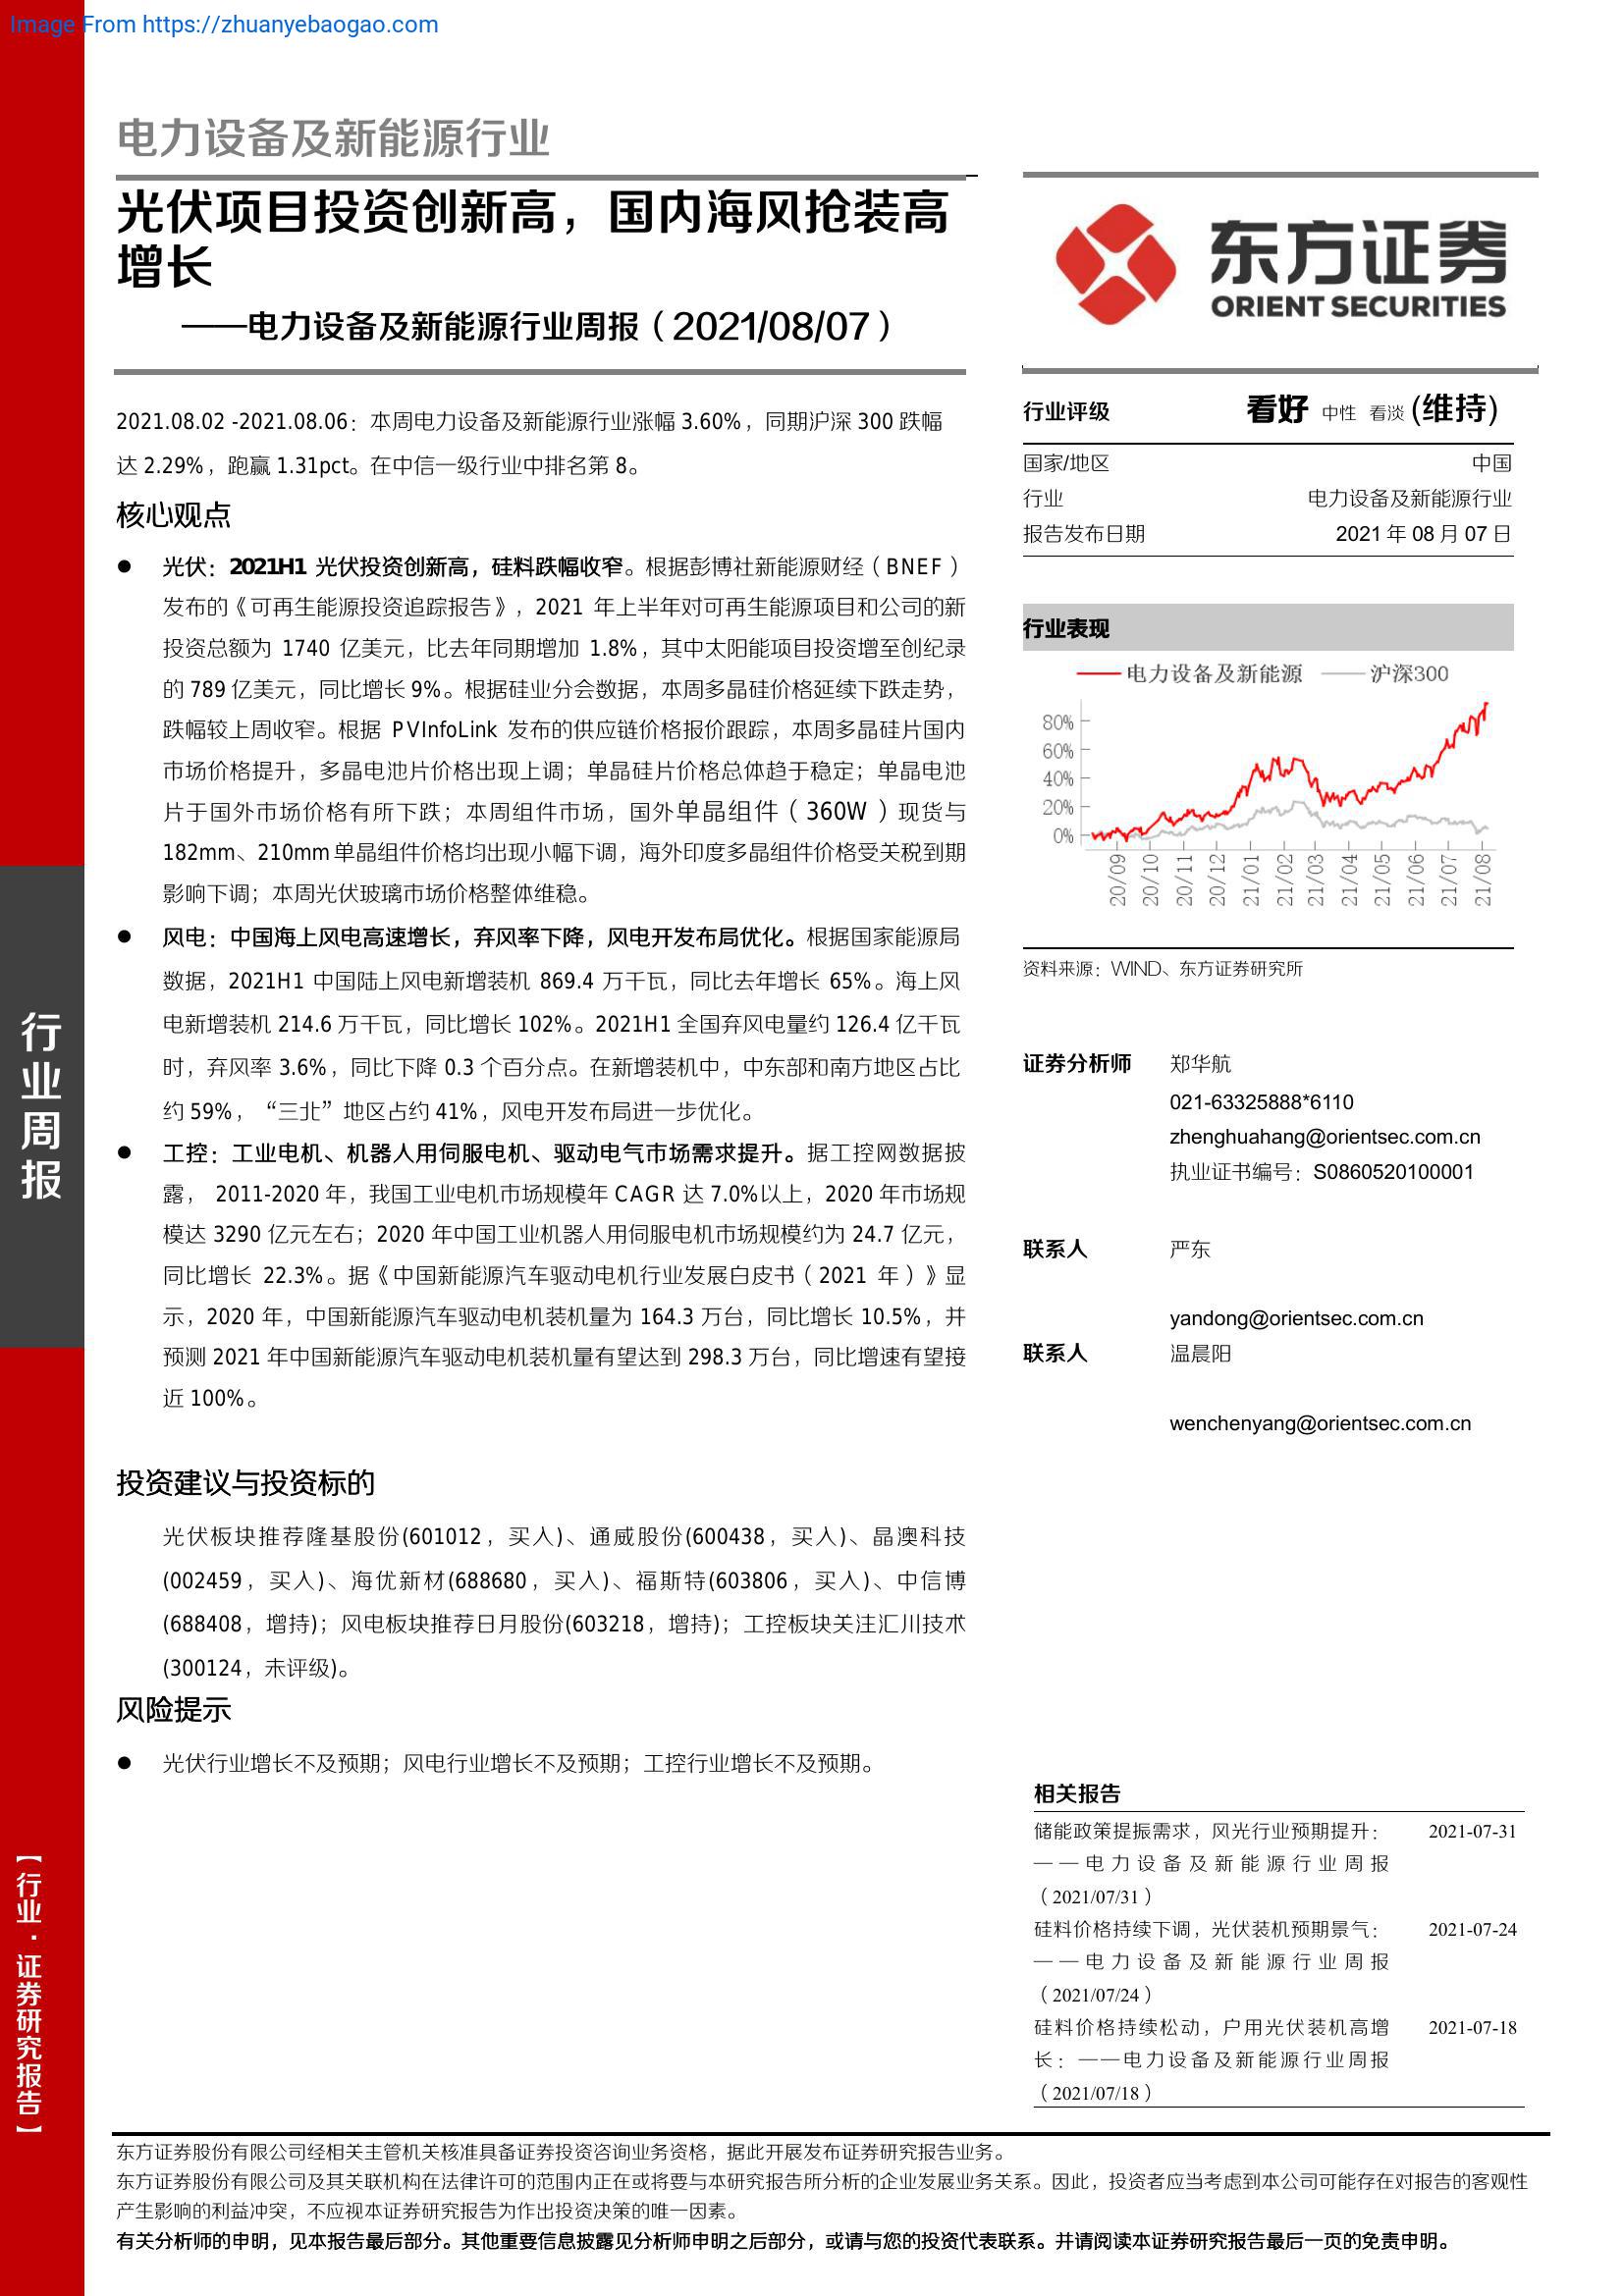 Image From https://zhuanyebaogao.com
电力设备及新能源行业
光伏项目投资创新高，国内海风抢装高
增长
——电力设备及新能源行业周报（2021/08/07）
2021.08.02 -2021.08.06：本周电力设备及新能源行业涨幅 3.60%，同期沪深 300 跌幅
达 2.29%，跑赢 1.31pct。在中信一级行业中排名第 8。
核心观点
● 光伏：2021H1 光伏投资创新高，硅料跌幅收窄。根据彭博社新能源财经（BNEF）
发布的《可再生能源投资追踪报告》，2021 年上半年对可再生能源项目和公司的新
投资总额为 1740 亿美元，比去年同期增加 1.8%，其中太阳能项目投资增至创纪录
的 789 亿美元，同比增长 9%。根据硅业分会数据，本周多晶硅价格延续下跌走势，
跌幅较上周收窄。根据 PVInfoLink 发布的供应链价格报价跟踪，本周多晶硅片国内
市场价格提升，多晶电池片价格出现上调；单晶硅片价格总体趋于稳定；单晶电池
片于国外市场价格有所下跌；本周组件市场，国外单晶组件（360W）现货与
182mm、210mm单晶组件价格均出现小幅下调，海外印度多晶组件价格受关税到期
影响下调；本周光伏玻璃市场价格整体维稳。
● 风电：中国海上风电高速增长，弃风率下降，风电开发布局优化。根据国家能源局
数据，2021H1 中国陆上风电新增装机 869.4 万千瓦，同比去年增长 65%。海上风
电新增装机 214.6 万千瓦，同比增长 102%。2021H1 全国弃风电量约 126.4 亿千瓦
时，弃风率 3.6%，同比下降 0.3 个百分点。在新增装机中，中东部和南方地区占比
约 59%，“三北”地区占约 41%，风电开发布局进一步优化。
● 工控：工业电机、机器人用伺服电机、驱动电气市场需求提升。据工控网数据披
露， 2011-2020 年，我国工业电机市场规模年 CAGR 达 7.0%以上，2020 年市场规
模达 3290 亿元左右；2020 年中国工业机器人用伺服电机市场规模约为 24.7 亿元，
同比增长 22.3%。据《中国新能源汽车驱动电机行业发展白皮书（2021 年）》显
示，2020 年，中国新能源汽车驱动电机装机量为 164.3 万台，同比增长 10.5%，并
预测 2021 年中国新能源汽车驱动电机装机量有望达到 298.3 万台，同比增速有望接
近 100%。
投资建议与投资标的
光伏板块推荐隆基股份(601012，买入)、通威股份(600438，买入)、晶澳科技
(002459，买入)、海优新材(688680，买入)、福斯特(603806，买入)、中信博
(688408，增持)；风电板块推荐日月股份(603218，增持)；工控板块关注汇川技术
(300124，未评级)。
风险提示
● 光伏行业增长不及预期；风电行业增长不及预期；工控行业增长不及预期。
东方证券
ORIENT SECURITIES
行业评级 看好 中性 看淡 (维持)
国家/地区 中国
行业 电力设备及新能源行业
报告发布日期 2021 年 08 月 07 日
行业表现
电力设备及新能源 沪深300
80%
60%
40%
20%
0%
20/09 20/10 20/11 20/12 21/01 21/02 21/03 21/04 21/05 21/06 21/07 21/08
资料来源：WIND、东方证券研究所
证券分析师 郑华航
021-63325888*6110
zhenghuahang@orientsec.com.cn
执业证书编号：S0860520100001
联系人 严东
yandong@orientsec.com.cn
联系人 温晨阳
wenchenyang@orientsec.com.cn
相关报告
储能政策提振需求，风光行业预期提升： 2021-07-31
——电力设备及新能源行业周报
（2021/07/31）
硅料价格持续下调，光伏装机预期景气： 2021-07-24
——电力设备及新能源行业周报
（2021/07/24）
硅料价格持续松动，户用光伏装机高增 2021-07-18
长：——电力设备及新能源行业周报
（2021/07/18）
行业周报
【行业·证券研究报告】
东方证券股份有限公司经相关主管机关核准具备证券投资咨询业务资格，据此开展发布证券研究报告业务。
东方证券股份有限公司及其关联机构在法律许可的范围内正在或将要与本研究报告所分析的企业发展业务关系。因此，投资者应当考虑到本公司可能存在对报告的客观性
产生影响的利益冲突，不应视本证券研究报告为作出投资决策的唯一因素。
有关分析师的申明，见本报告最后部分。其他重要信息披露见分析师申明之后部分，或请与您的投资代表联系。并请阅读本证券研究报告最后一页的免责申明。